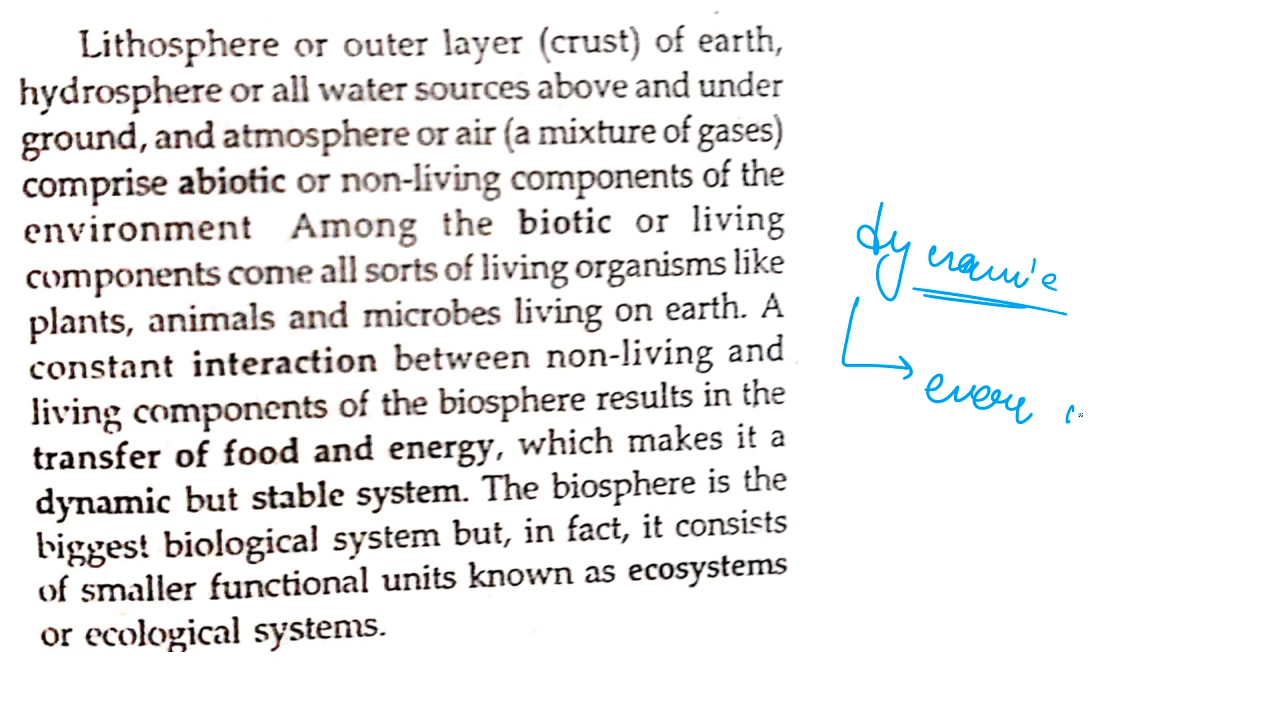 Lithosphere or outer layer (crust) of earth,
hydrosphere or all water sources above and under
ground, and atmosphere or air (a mixture of gases)
comprise abiotic or non-living components of the
environment Among the biotic or living
components come all sorts of living organisms like
plants, animals and microbes living on earth. A
constant interaction between non-living and
living components of the biosphere results in the
transfer of food and energy, which makes it a
dynamic but stable system. The biosphere is the
biggest biological system but, in fact, it consists
of smaller functional units known as ecosystems
or ecological systems.
dynamic